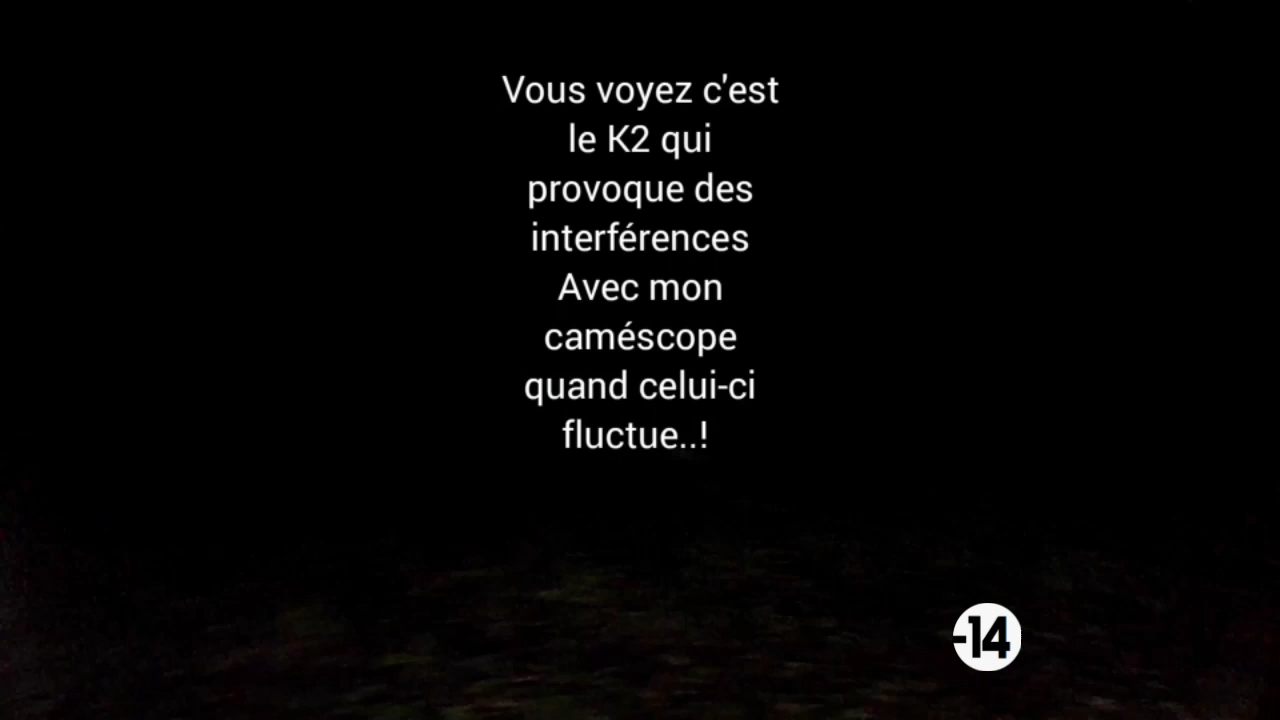 Vous voyez c'est
le K2 qui
provoque des
interférences
Avec mon
caméscope
quand celui-ci
fluctue..!
-14